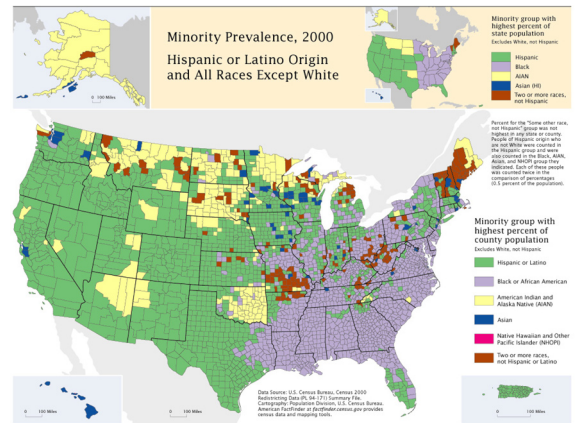 Minority Prevalence, 2000
Hispanic or Latino Origin
and All Races Except White
0 100 Miles
Minority group with
highest percent of
state population
Excludes White, not Hispanic
Hispanic
Black
AIAN
Asian (HI)
Two or more races,
not Hispanic
Percent for the "Some other race,
not Hispanic" group was not
highest in any state or county.
People of Hispanic origin who
are not White were counted in
the Hispanic group and were
also counted in the Black, AIAN,
Asian, and NHOPI group they
indicated. Each of these people
was counted twice in the
comparison of percentages
(0.5 percent of the population).
Minority group with
highest percent of
county population
Excludes White, not Hispanic
Hispanic or Latino
Black or African American
American Indian and
Alaska Native (AIAN)
Asian
Native Hawaiian and Other
Pacific Islander (NHOPI)
Two or more races,
not Hispanic or Latino
Data Source: U.S. Census Bureau, Census 2000
Redistricting Data (PL 94-171) Summary File.
Cartography: Population Division, U.S. Census Bureau.
American FactFinder at factfinder.census.gov provides
census data and mapping tools.
0 100 Miles
0 100 Miles
0 100 Miles